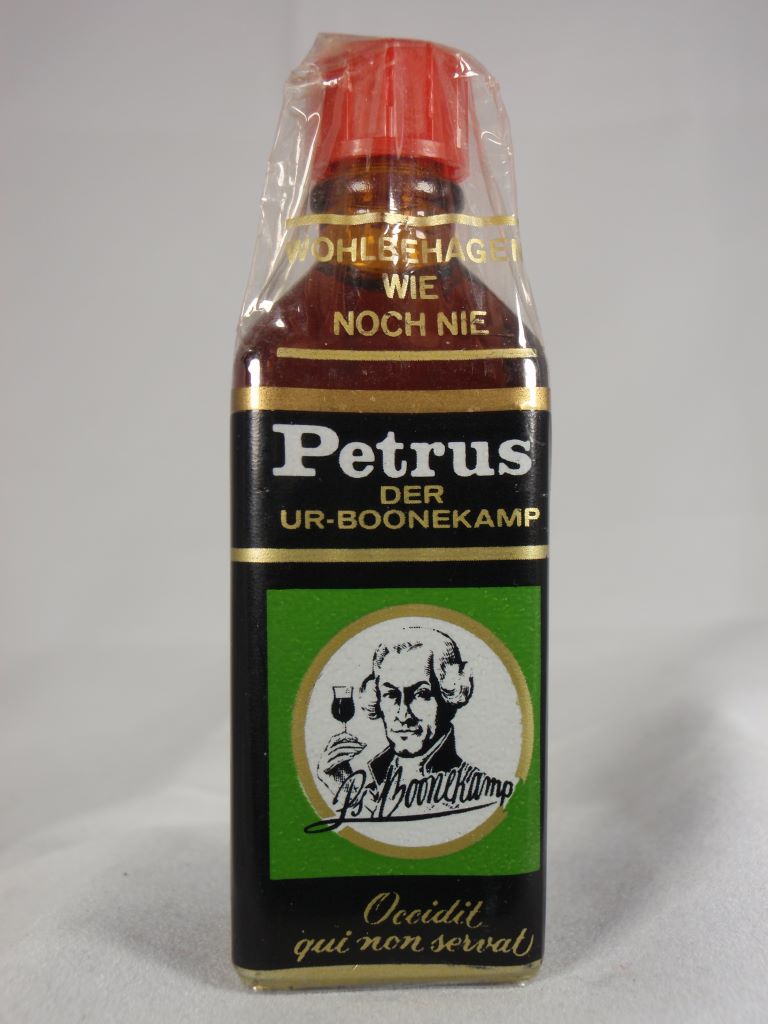 WOHLBEHAGEN
WIE
NOCH NIE
Petrus
DER
UR-BOONEKAMP
Ps Boonekamp
Occidit
qui non servat